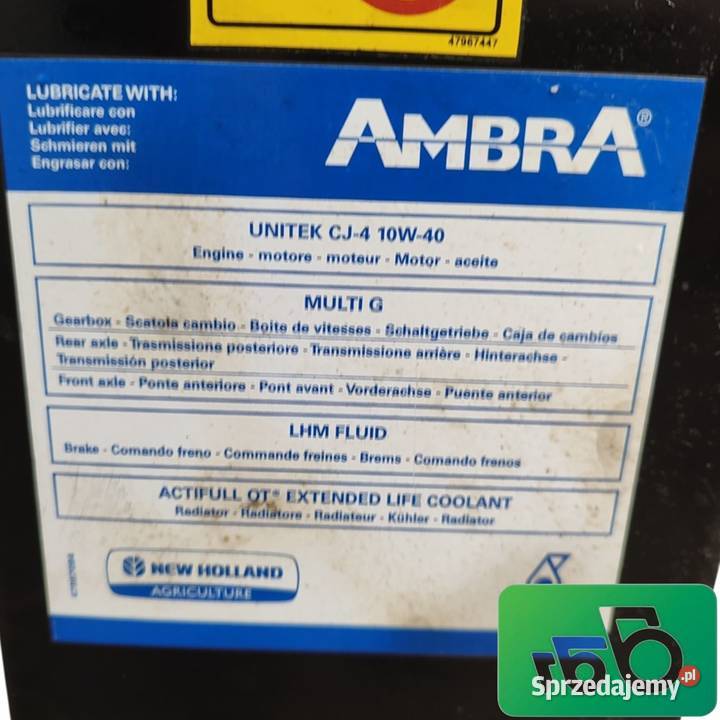 47967447
LUBRICATE WITH:
Lubrificare con
Lubrifier avec:
Schmieren mit
Engrasar con:
AMBRA®
UNITEK CJ-4 10W-40
Engine - motore - moteur - Motor - aceite
MULTI G
Gearbox - Scatola cambio - Boite de vitesses - Schaltgetriebe - Caja de cambios
Rear axle - Trasmissione posteriore - Transmissione arrière - Hinterachse -
Transmissión posterior
Front axle - Ponte anteriore - Pont avant - Vorderachse - Puente anterior
LHM FLUID
Brake - Comando freno - Commande freines - Brems - Comando frenos
ACTIFULL OT® EXTENDED LIFE COOLANT
Radiator - Radiatore - Radiateur - Kühler - Radiator
NEW HOLLAND
AGRICULTURE
Sprzedajemy.pl